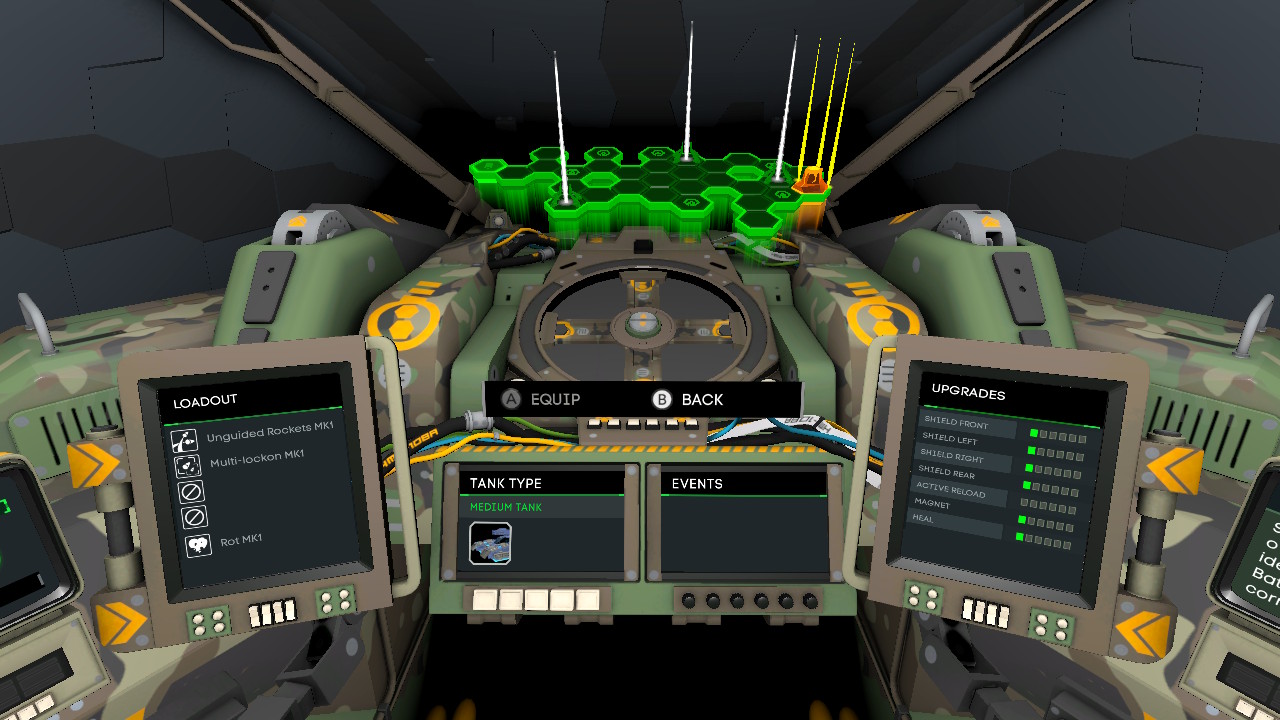 LOADOUT
Unguided Rockets MK1
Multi-lockon MK1
Rot MK1
A EQUIP
B BACK
TANK TYPE
MEDIUM TANK
EVENTS
UPGRADES
SHIELD FRONT
SHIELD LEFT
SHIELD RIGHT
SHIELD REAR
ACTIVE RELOAD
MAGNET
HEAL